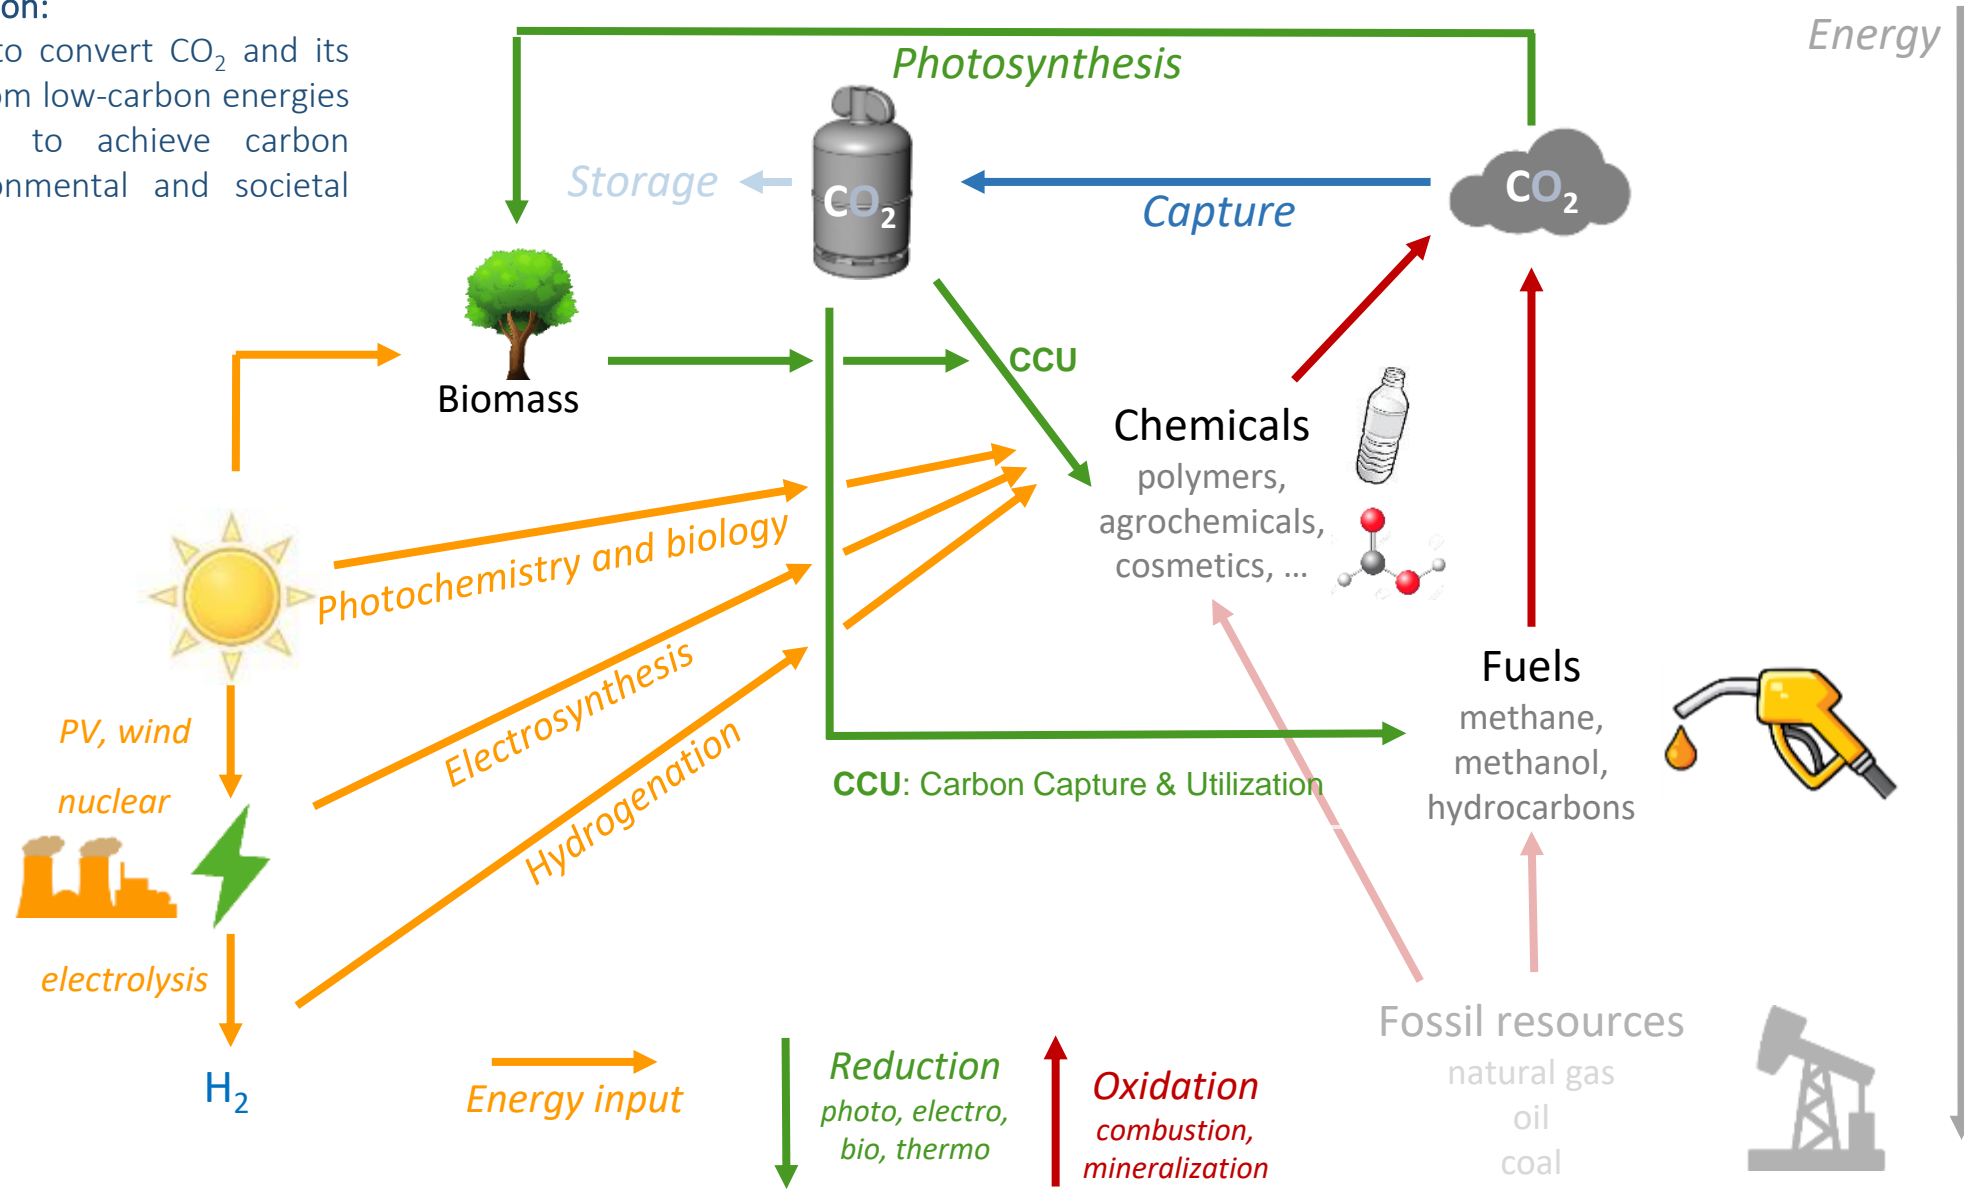 on:
to convert CO₂ and its
om low-carbon energies
to achieve carbon
onmental and societal
Energy
Photosynthesis
Storage
CO₂
Capture
CO₂
Biomass
CCU
Chemicals
polymers,
agrochemicals,
cosmetics, ...
Photochemistry and biology
Electrosynthesis
Hydrogenation
PV, wind
nuclear
electrolysis
H₂
Fuels
methane,
methanol,
hydrocarbons
CCU: Carbon Capture & Utilization
Fossil resources
natural gas
oil
coal
Energy input
Reduction
photo, electro,
bio, thermo
Oxidation
combustion,
mineralization